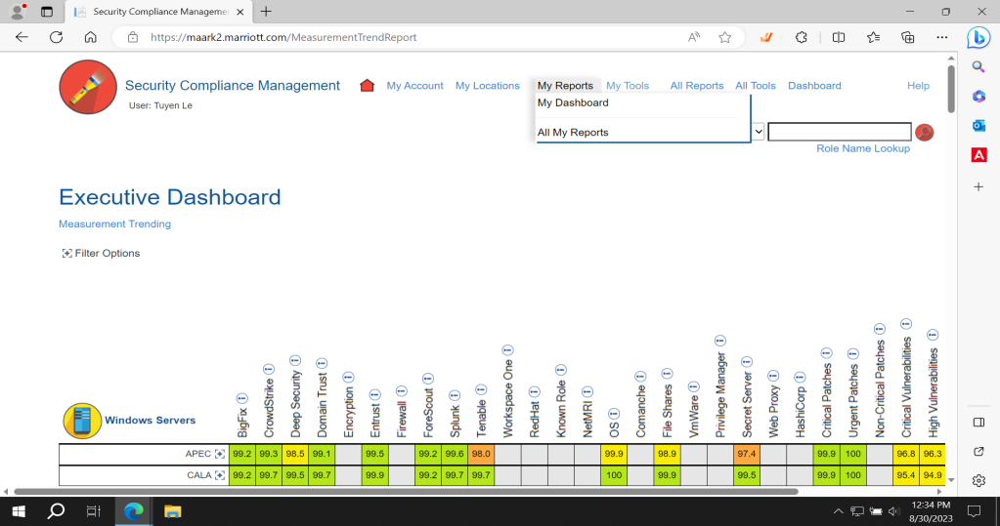 Security Compliance Managemen
https://maark2.marriott.com/MeasurementTrendReport
Security Compliance Management
My Account
My Locations
My Reports
My Tools
All Reports
All Tools
Dashboard
Help
User: Tuyen Le
My Dashboard
All My Reports
Role Name Lookup
Executive Dashboard
Measurement Trending
Filter Options
Windows Servers
BigFix
CrowdStrike
Deep Security
Domain Trust
Encryption
Entrust
Firewall
ForeScout
Splunk
Tenable
Workspace One
RedHat
Known Role
NetMRI
OS
Comanche
File Shares
VmWare
Privilege Manager
Secret Server
Web Proxy
HashiCorp
Critical Patches
Urgent Patches
Non-Critical Patches
Critical Vulnerabilities
High Vulnerabilities
APEC 99.2 99.3 98.5 99.1 99.5 99.2 99.6 98.0 99.9 98.9 97.4 99.9 100 96.8 96.3
CALA 99.2 99.7 99.5 99.7 99.9 99.2 99.7 99.7 100 99.9 99.5 99.9 100 95.4 94.9
12:34 PM
8/30/2023